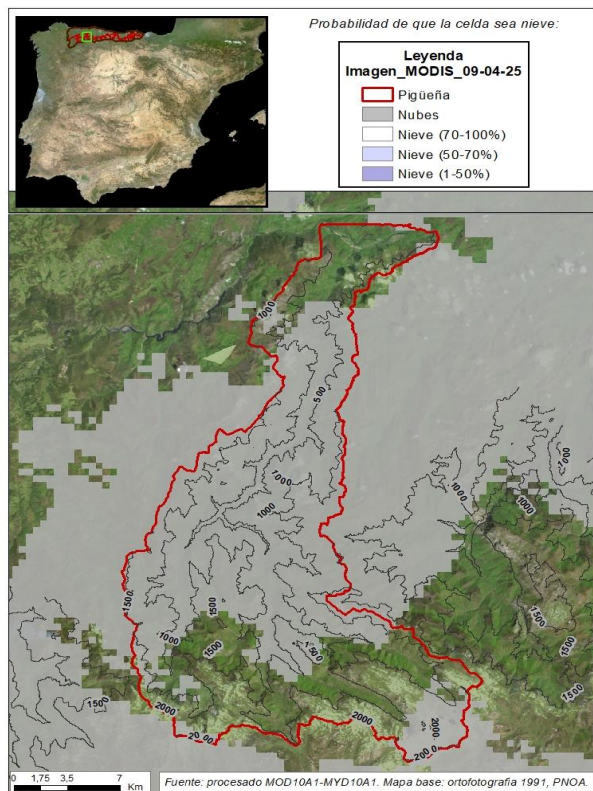 Probabilidad de que la celda sea nieve:
Leyenda
Imagen_MODIS_09-04-25
Pigüeña
Nubes
Nieve (70-100%)
Nieve (50-70%)
Nieve (1-50%)
1000
500
1000
1000
1000
1000
1000
1500
1500
1500
1500
1500
1500
1000
1500
1500
2000
2000
2000
2000
2000
0 1,75 3,5 7
Km
Fuente: procesado MOD10A1-MYD10A1. Mapa base: ortofotografia 1991, PNOA.